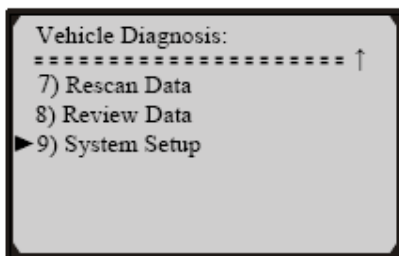 Vehicle Diagnosis:
===================== ↑
7) Rescan Data
8) Review Data
►9) System Setup